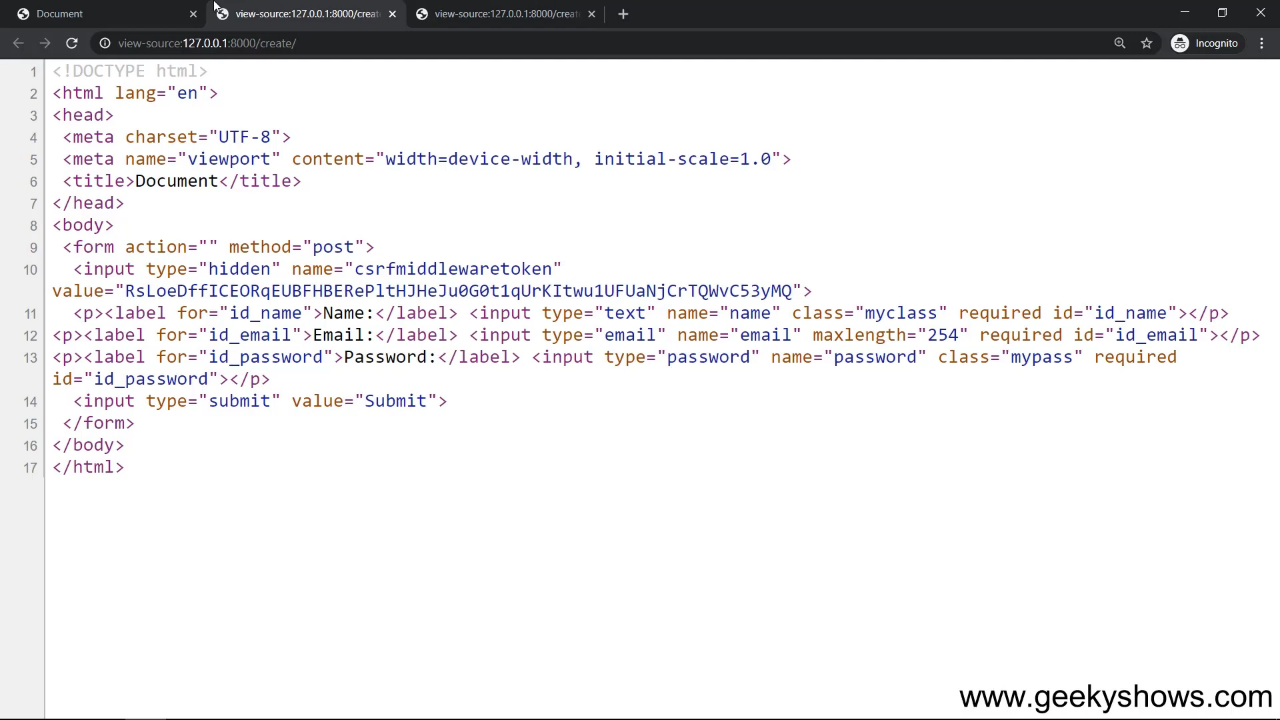 Document
view-source:127.0.0.1:8000/create
view-source:127.0.0.1:8000/create
view-source:127.0.0.1:8000/create/
Incognito
1 <!DOCTYPE html>
2 <html lang="en">
3 <head>
4 <meta charset="UTF-8">
5 <meta name="viewport" content="width=device-width, initial-scale=1.0">
6 <title>Document</title>
7 </head>
8 <body>
9 <form action="" method="post">
10 <input type="hidden" name="csrfmiddlewaretoken"
value="RsLoeDffICEORqEUBFHBERePltHJHeJu0G0t1qUrKItwu1UFUaNjCrTQWvC53yMQ">
11 <p><label for="id_name">Name:</label> <input type="text" name="name" class="myclass" required id="id_name"></p>
12 <p><label for="id_email">Email:</label> <input type="email" name="email" maxlength="254" required id="id_email"></p>
13 <p><label for="id_password">Password:</label> <input type="password" name="password" class="mypass" required
id="id_password"></p>
14 <input type="submit" value="Submit">
15 </form>
16 </body>
17 </html>
www.geekyshows.com